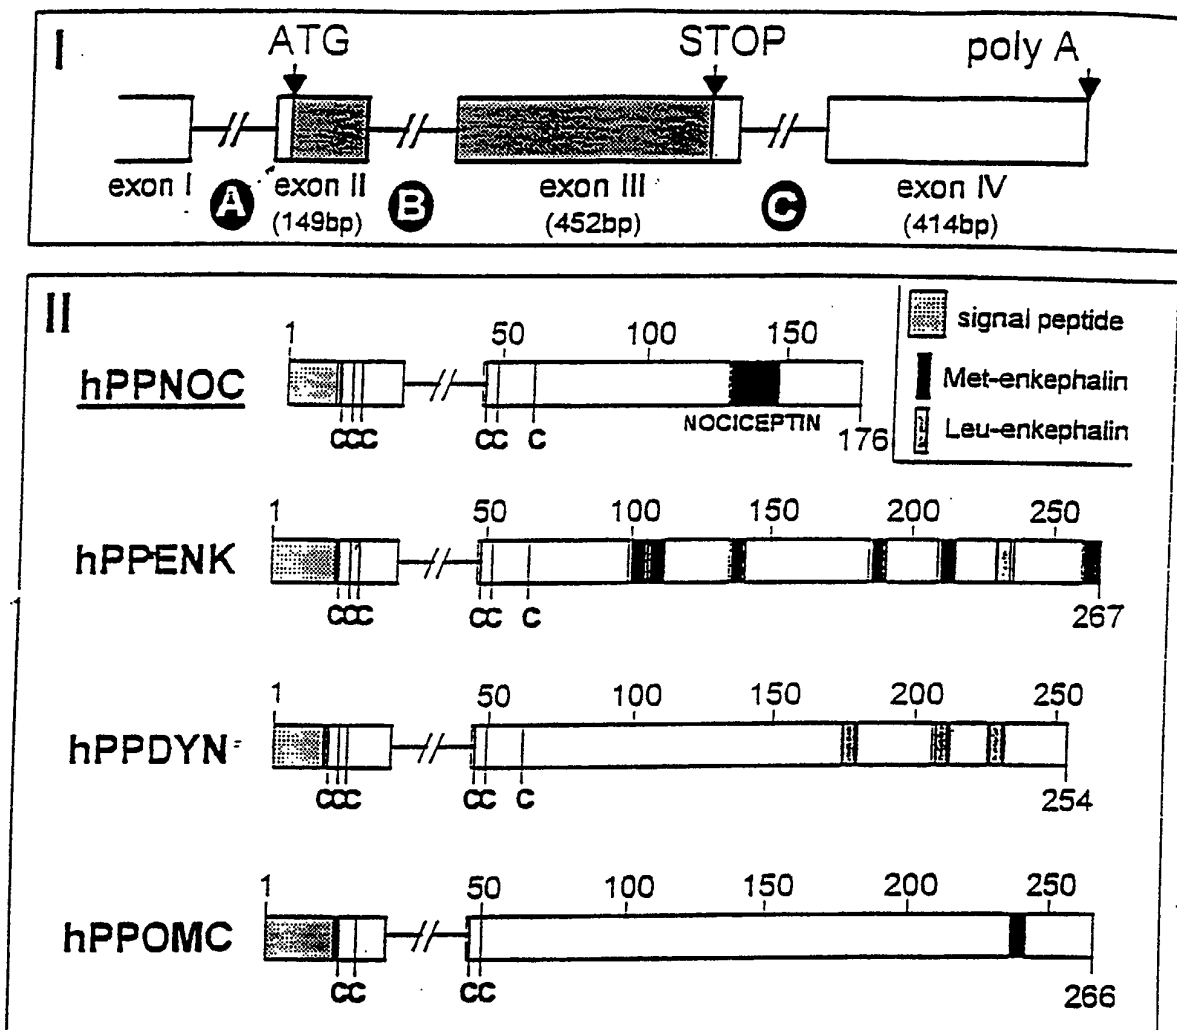 I
ATG STOP poly A
exon I exon II exon III exon IV
A (149bp) B (452bp) C (414bp)
II
signal peptide
Met-enkephalin
Leu-enkephalin
1 50 100 150
hPPNOC
CCC CC C NOCICEPTIN 176
1 50 100 150 200 250
hPPENK
CCC CC C 267
1 50 100 150 200 250
hPPDYN
CCC CC C 254
1 50 100 150 200 250
hPPOMC
CC CC 266